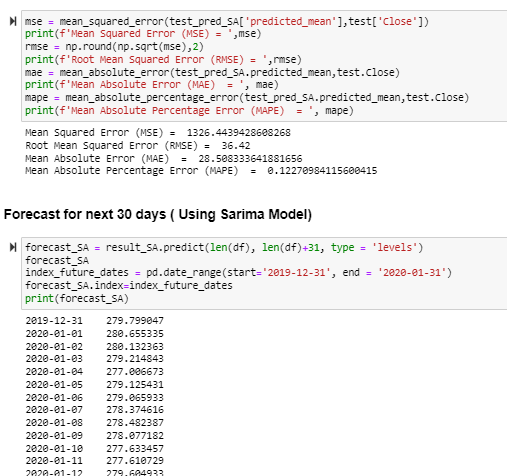 mse = mean_squared_error(test_pred_SA['predicted_mean'],test['Close'])
print(f'Mean Squared Error (MSE) = ',mse)
rmse = np.round(np.sqrt(mse),2)
print(f'Root Mean Squared Error (RMSE) = ',rmse)
mae = mean_absolute_error(test_pred_SA.predicted_mean,test.Close)
print(f'Mean Absolute Error (MAE)  = ', mae)
mape = mean_absolute_percentage_error(test_pred_SA.predicted_mean,test.Close)
print(f'Mean Absolute Percentage Error (MAPE)  = ', mape)
Mean Squared Error (MSE) =  1326.4439428608268
Root Mean Squared Error (RMSE) =  36.42
Mean Absolute Error (MAE)  =  28.508333641881656
Mean Absolute Percentage Error (MAPE)  =  0.12270984115600415
Forecast for next 30 days ( Using Sarima Model)
forecast_SA = result_SA.predict(len(df), len(df)+31, type = 'levels')
forecast_SA
index_future_dates = pd.date_range(start='2019-12-31', end = '2020-01-31')
forecast_SA.index=index_future_dates
print(forecast_SA)
2019-12-31    279.799047
2020-01-01    280.655335
2020-01-02    280.132363
2020-01-03    279.214843
2020-01-04    277.006673
2020-01-05    279.125431
2020-01-06    279.065933
2020-01-07    278.374616
2020-01-08    278.482387
2020-01-09    278.077182
2020-01-10    277.633457
2020-01-11    277.610729
2020-01-12    279.604933